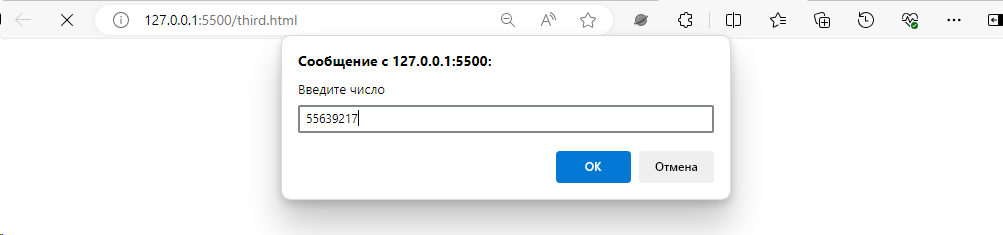 127.0.0.1:5500/third.html
Сообщение с 127.0.0.1:5500:
Введите число
55639217
ОК
Отмена